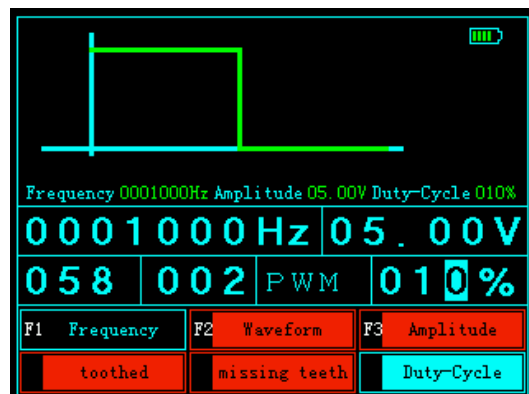 Frequency 0001000Hz Amplitude 05.00V Duty-Cycle 010%
0001000Hz 05.00V
058 002 PWM 010%
F1 Frequency F2 Waveform F3 Amplitude
toothed missing teeth Duty-Cycle